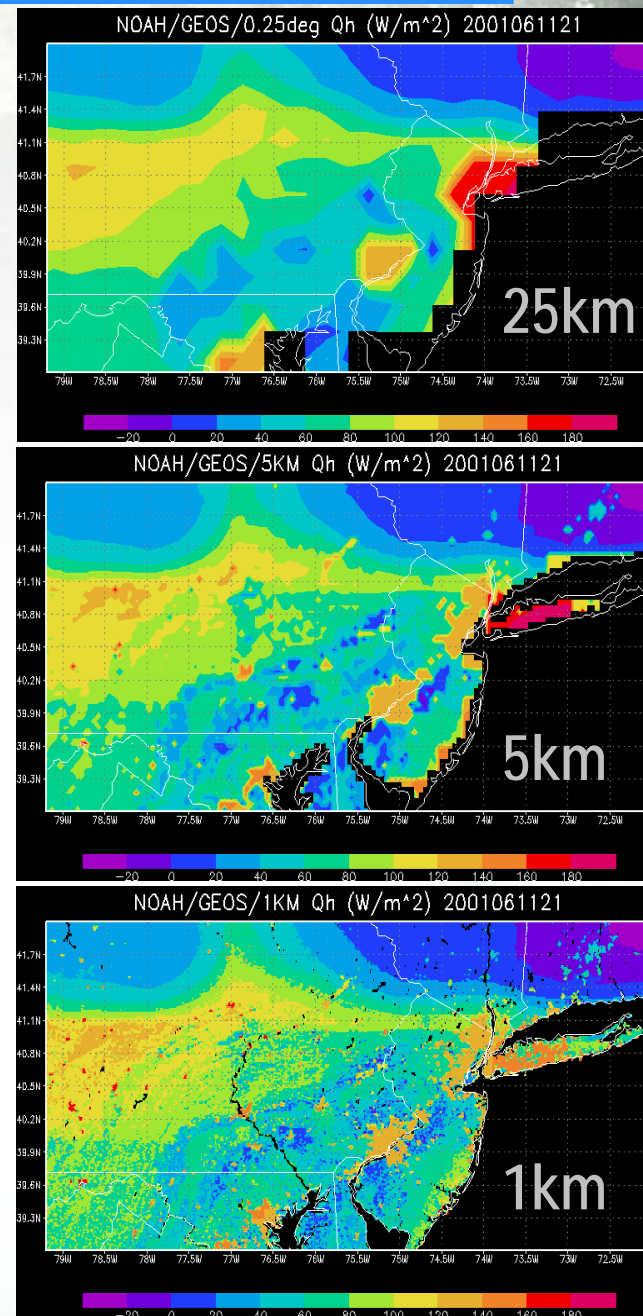 NOAH/GEOS/0.25deg Qh (W/m^2) 2001061121
41.7N
41.4N
41.1N
40.8N
40.5N
40.2N
39.9N
39.6N
39.3N
25km
79W 78.5W 78W 77.5W 77W 76.5W 76W 75.5W 75W 74.5W 74W 73.5W 73W 72.5W
-20 0 20 40 60 80 100 120 140 160 180
NOAH/GEOS/5KM Qh (W/m^2) 2001061121
41.7N
41.4N
41.1N
40.8N
40.5N
40.2N
39.9N
39.6N
39.3N
5km
79W 78.5W 78W 77.5W 77W 76.5W 76W 75.5W 75W 74.5W 74W 73.5W 73W 72.5W
-20 0 20 40 60 80 100 120 140 160 180
NOAH/GEOS/1KM Qh (W/m^2) 2001061121
41.7N
41.4N
41.1N
40.8N
40.5N
40.2N
39.9N
39.6N
39.3N
1km
79W 78.5W 78W 77.5W 77W 76.5W 76W 75.5W 75W 74.5W 74W 73.5W 73W 72.5W
-20 0 20 40 60 80 100 120 140 160 180